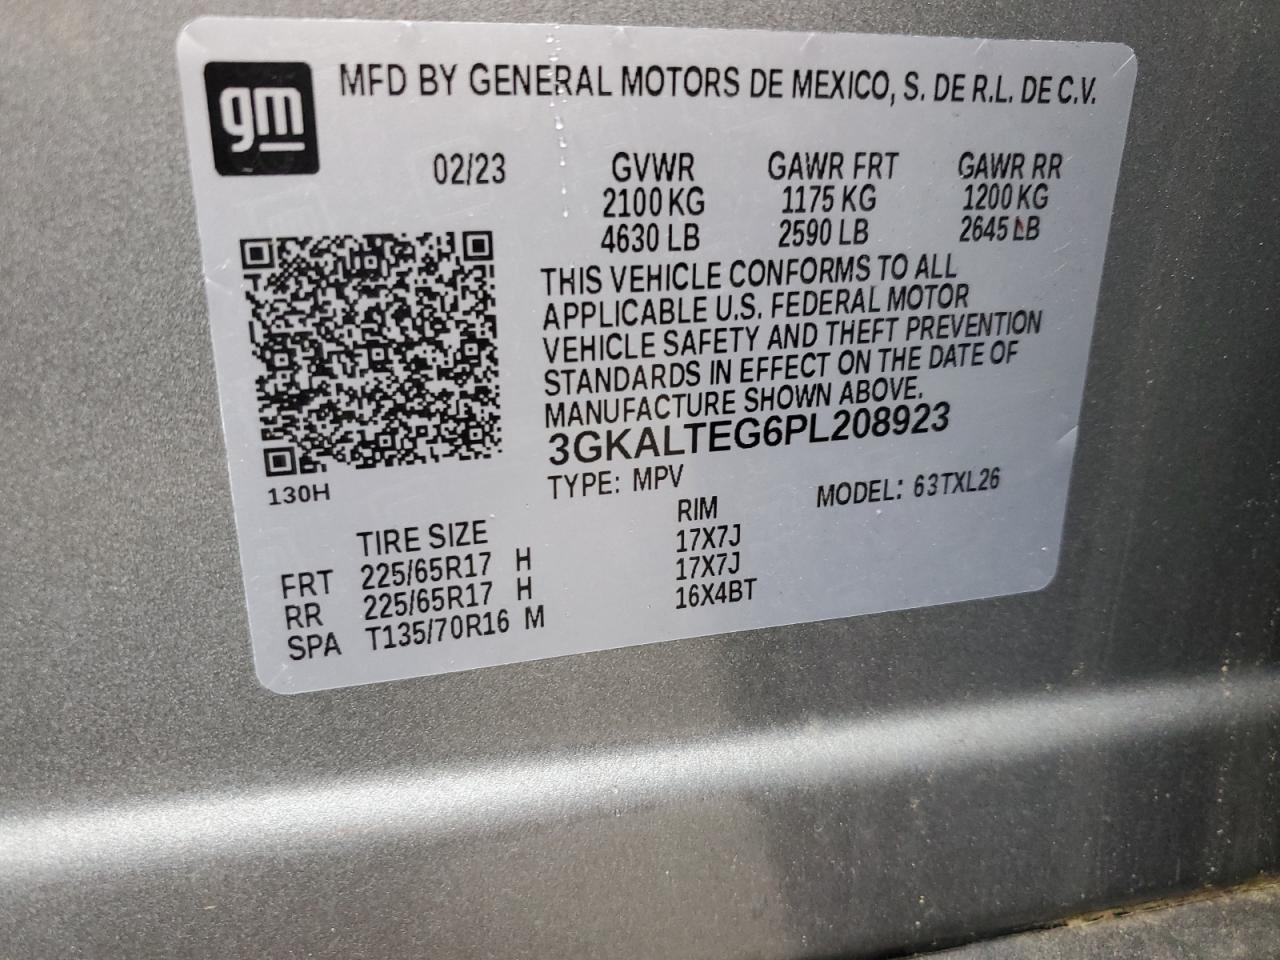 gm
MFD BY GENERAL MOTORS DE MEXICO, S. DE R.L. DE C.V.
02/23 GVWR GAWR FRT GAWR RR
2100 KG 1175 KG 1200 KG
4630 LB 2590 LB 2645 LB
THIS VEHICLE CONFORMS TO ALL
APPLICABLE U.S. FEDERAL MOTOR
VEHICLE SAFETY AND THEFT PREVENTION
STANDARDS IN EFFECT ON THE DATE OF
MANUFACTURE SHOWN ABOVE.
3GKALTEG6PL208923
130H
TYPE: MPV MODEL: 63TXL26
TIRE SIZE RIM
FRT 225/65R17 H 17X7J
RR 225/65R17 H 17X7J
SPA T135/70R16 M 16X4BT